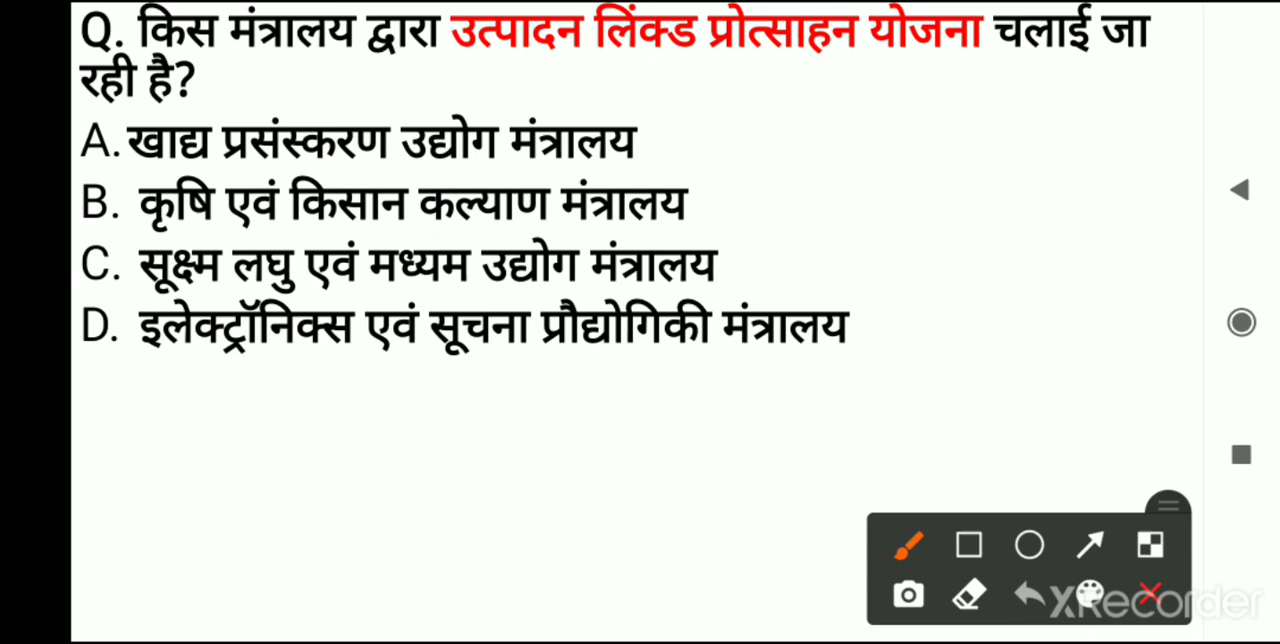 Q. किस मंत्रालय द्वारा उत्पादन लिंक्ड प्रोत्साहन योजना चलाई जा
रही है?
A. खाद्य प्रसंस्करण उद्योग मंत्रालय
B. कृषि एवं किसान कल्याण मंत्रालय
C. सूक्ष्म लघु एवं मध्यम उद्योग मंत्रालय
D. इलेक्ट्रॉनिक्स एवं सूचना प्रौद्योगिकी मंत्रालय
XRecorder